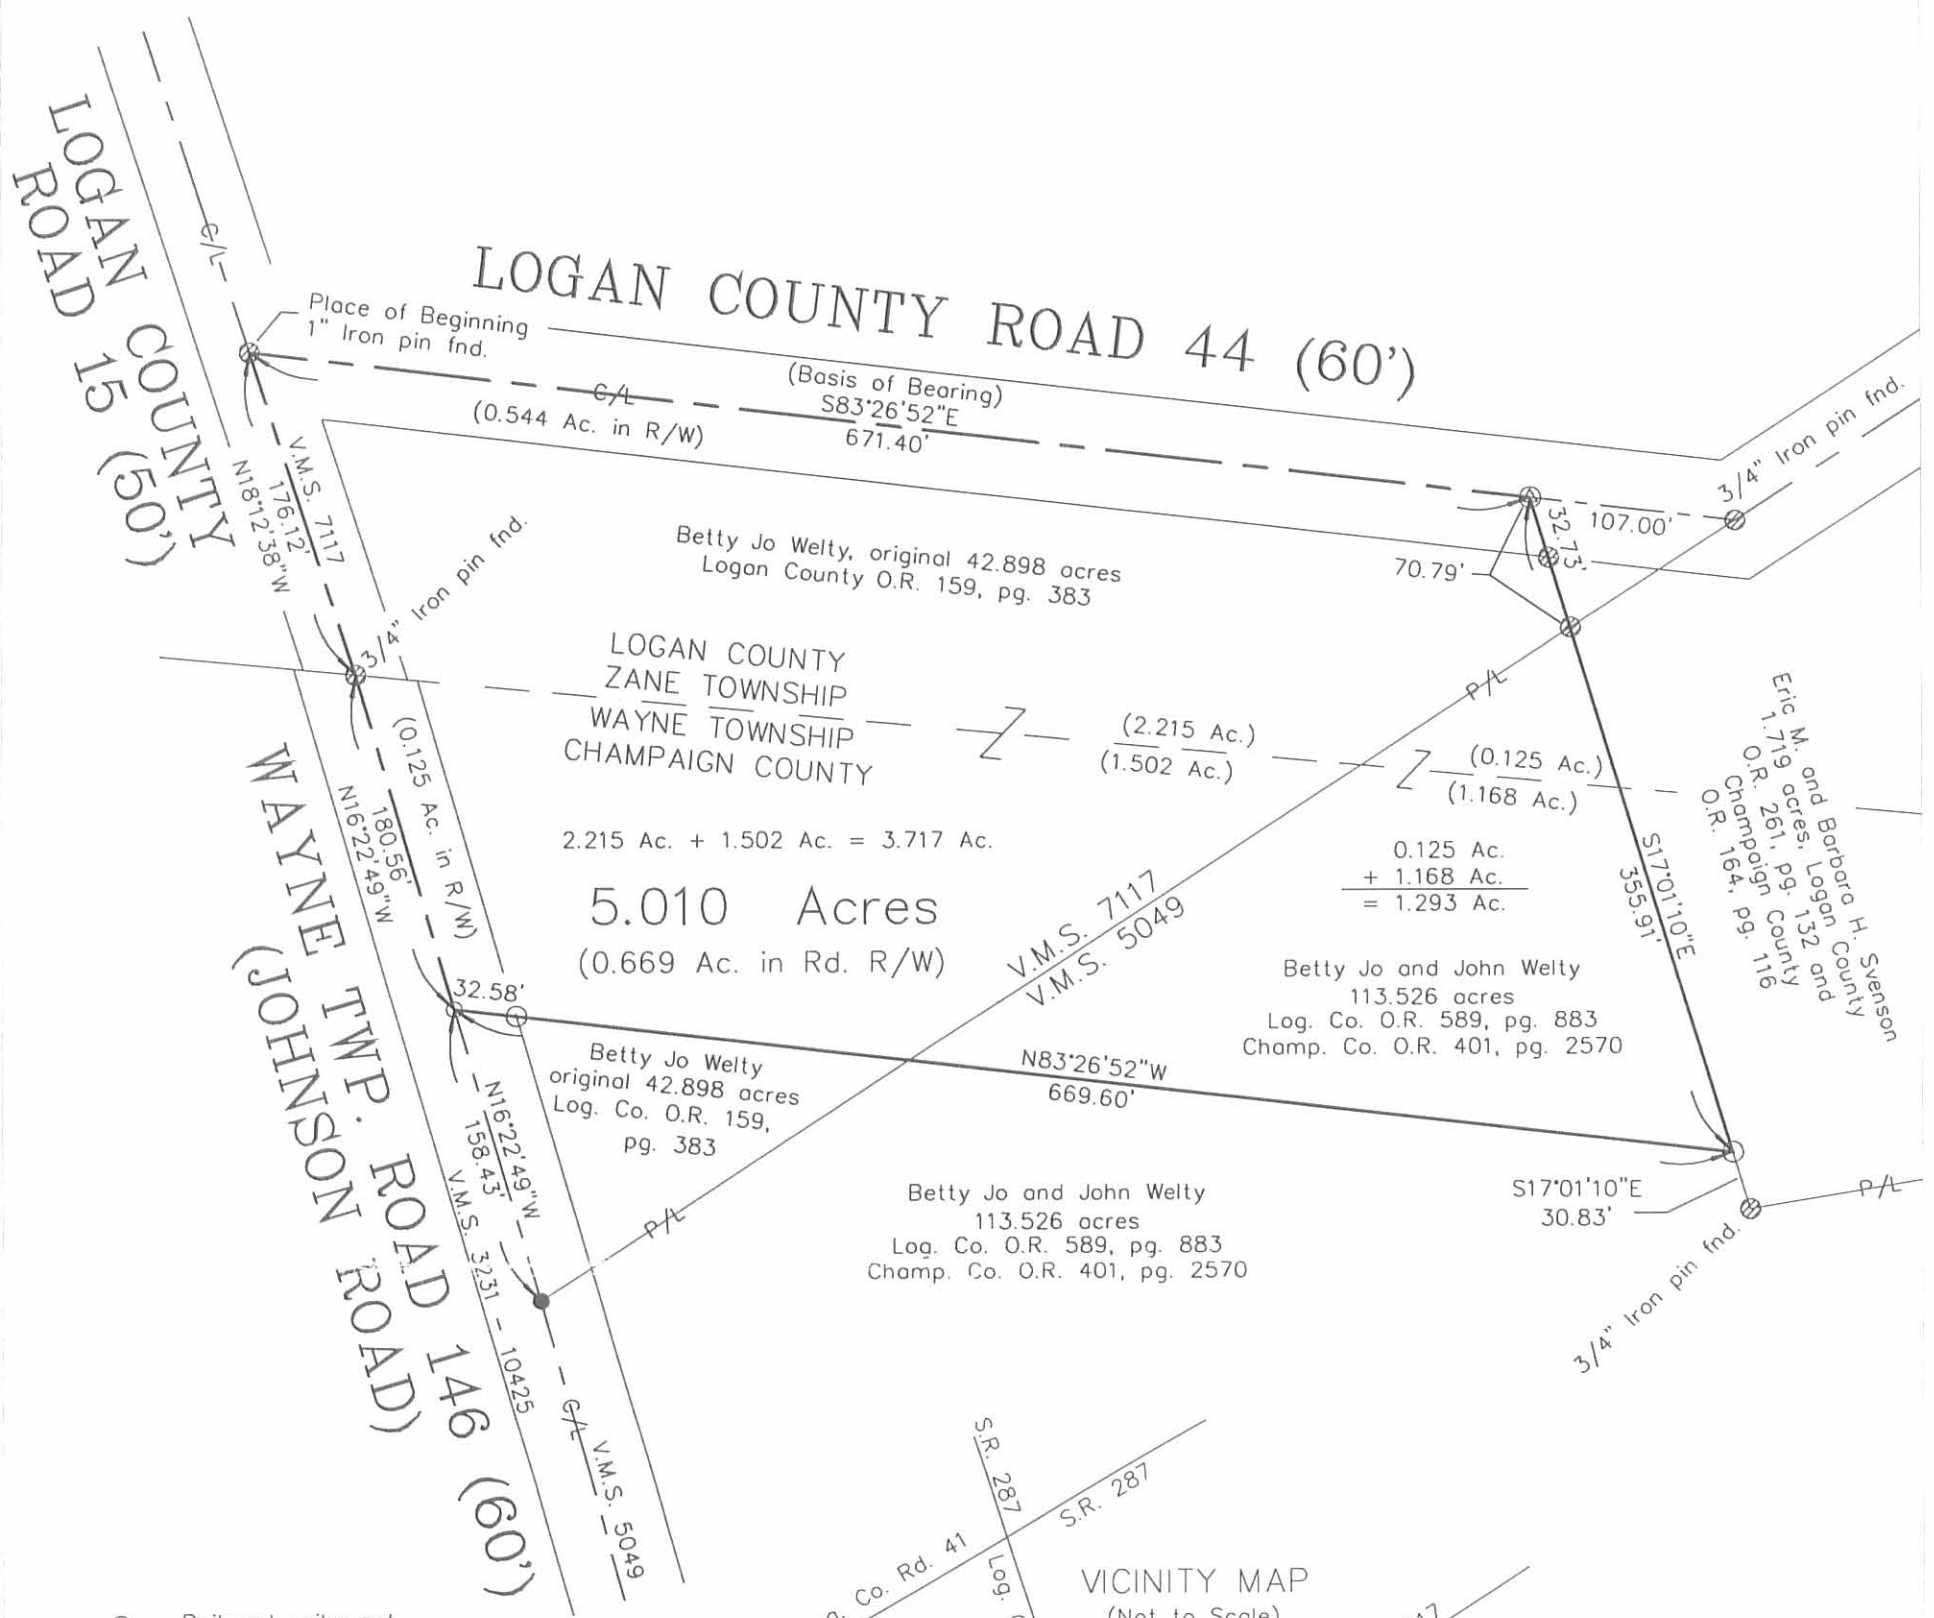 LOGAN COUNTY
ROAD 15 (50')
C/L
LOGAN COUNTY ROAD 44 (60')
Place of Beginning
1" Iron pin fnd.
(Basis of Bearing)
S83°26'52"E
671.40'
C/L
(0.544 Ac. in R/W)
3/4" Iron pin fnd.
107.00'
32.73'
70.79'
V.M.S. 7117
176.12'
N18°12'38"W
3/4" Iron pin fnd.
Betty Jo Welty, original 42.898 acres
Logan County O.R. 159, pg. 383
LOGAN COUNTY
ZANE TOWNSHIP
WAYNE TOWNSHIP
CHAMPAIGN COUNTY
(2.215 Ac.)
(1.502 Ac.)
P/L
(0.125 Ac.)
(1.168 Ac.)
Eric M. and Barbara H. Svenson
1.719 acres, Logan County
O.R. 261, pg. 132 and
Champaign County
O.R. 164, pg. 116
(0.125 Ac. in R/W)
180.56'
N16°22'49"W
2.215 Ac. + 1.502 Ac. = 3.717 Ac.
5.010 Acres
(0.669 Ac. in Rd. R/W)
0.125 Ac.
+ 1.168 Ac.
= 1.293 Ac.
S17°01'10"E
355.91'
V.M.S. 7117
V.M.S. 5049
Betty Jo and John Welty
113.526 acres
Log. Co. O.R. 589, pg. 883
Champ. Co. O.R. 401, pg. 2570
WAYNE TWP. ROAD 146 (60')
(JOHNSON ROAD)
32.58'
Betty Jo Welty
original 42.898 acres
Log. Co. O.R. 159,
pg. 383
N83°26'52"W
669.60'
N16°22'49"W
158.43'
V.M.S. 3231 - 10425
P/L
Betty Jo and John Welty
113.526 acres
Log. Co. O.R. 589, pg. 883
Champ. Co. O.R. 401, pg. 2570
S17°01'10"E
30.83'
P/L
3/4" Iron pin fnd.
C/L
V.M.S. 5049
S.R. 287
S.R. 287
Co. Rd. 41
Log.
VICINITY MAP
(Not to Scale)